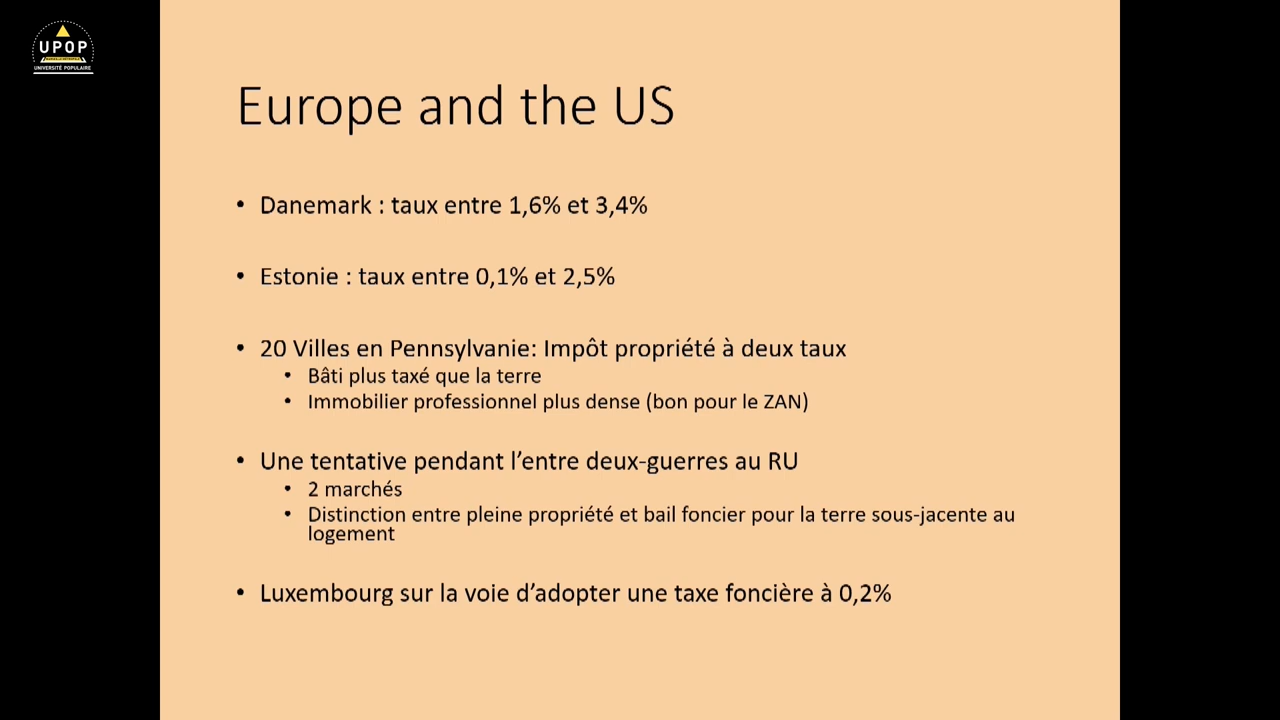 UPOP
UNIVERSITÉ POPULAIRE
Europe and the US
• Danemark : taux entre 1,6% et 3,4%
• Estonie : taux entre 0,1% et 2,5%
• 20 Villes en Pennsylvanie: Impôt propriété à deux taux
• Bâti plus taxé que la terre
• Immobilier professionnel plus dense (bon pour le ZAN)
• Une tentative pendant l’entre deux-guerres au RU
• 2 marchés
• Distinction entre pleine propriété et bail foncier pour la terre sous-jacente au
logement
• Luxembourg sur la voie d’adopter une taxe foncière à 0,2%